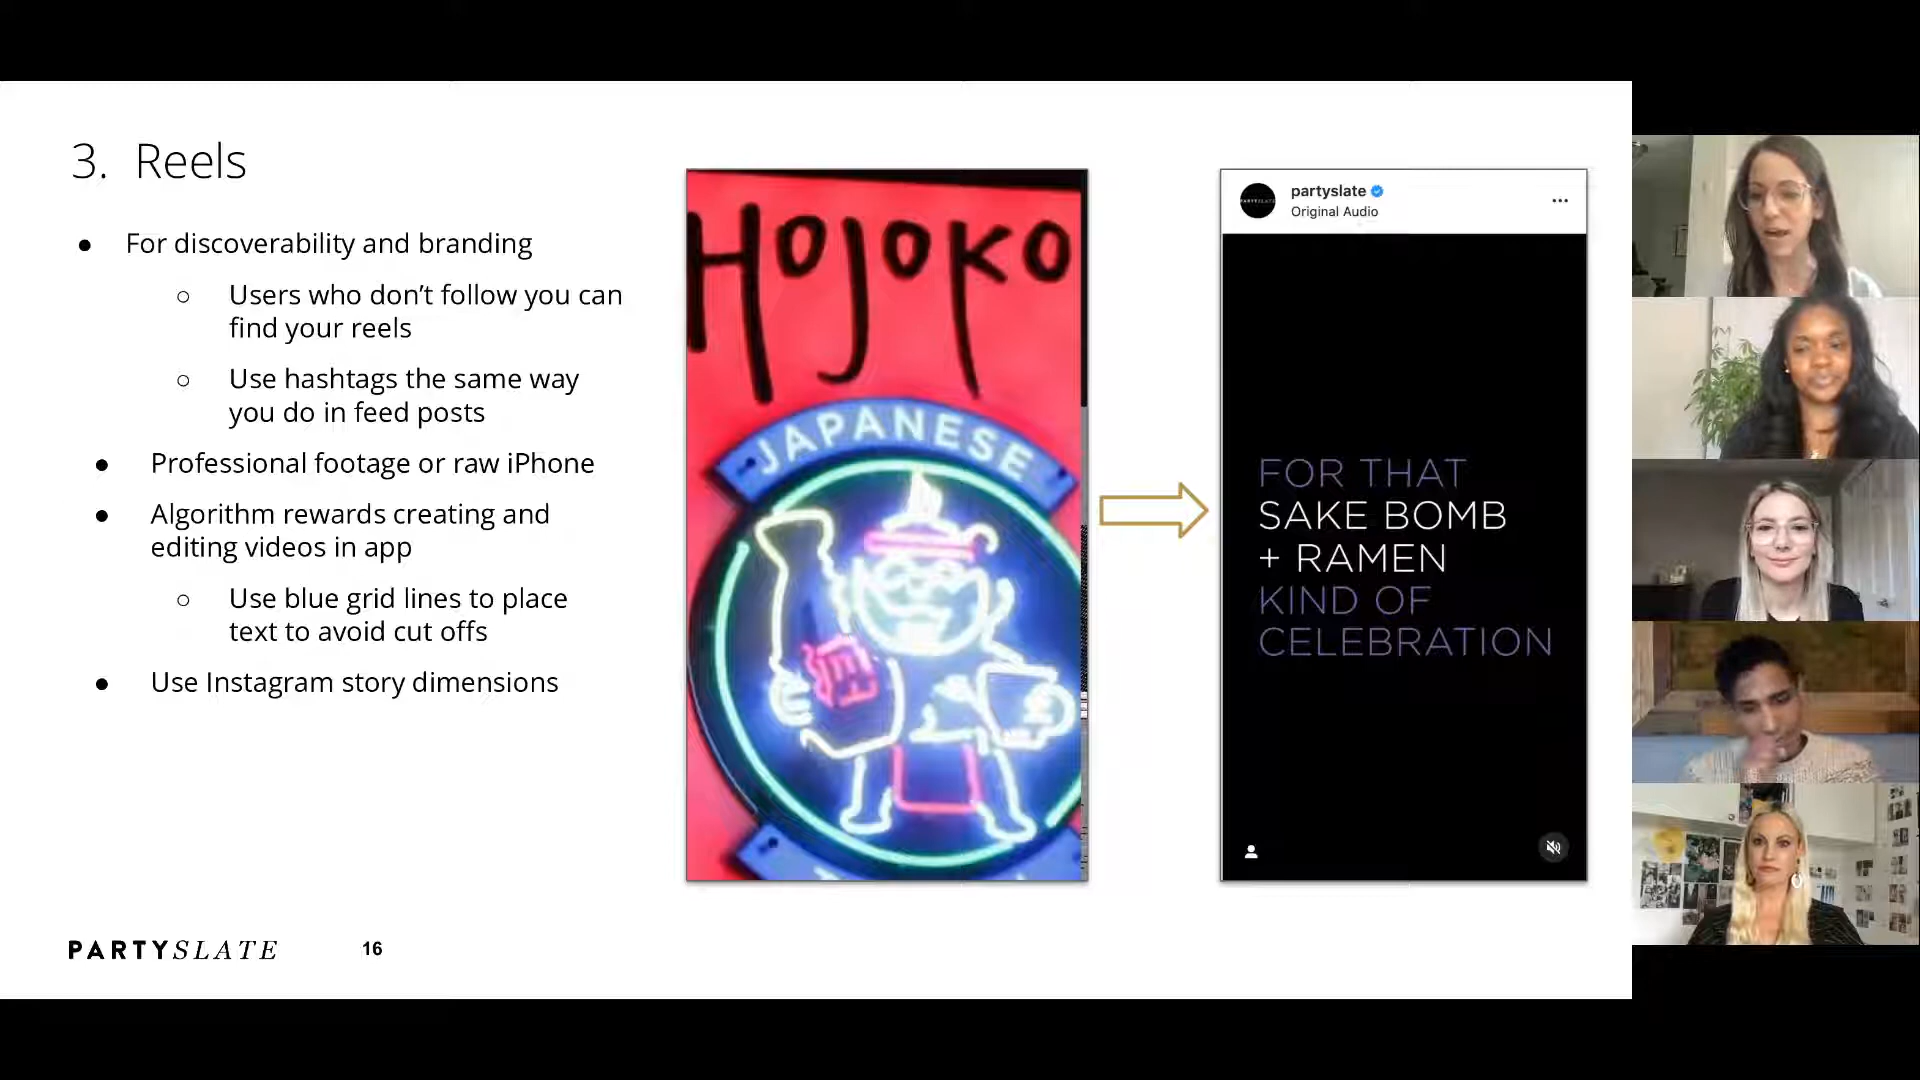 3. Reels
● For discoverability and branding
○ Users who don’t follow you can
find your reels
○ Use hashtags the same way
you do in feed posts
● Professional footage or raw iPhone
● Algorithm rewards creating and
editing videos in app
○ Use blue grid lines to place
text to avoid cut offs
● Use Instagram story dimensions
HOJOKO
JAPANESE
partyslate
Original Audio
PARTYSLATE
FOR THAT
SAKE BOMB
+ RAMEN
KIND OF
CELEBRATION
PARTYSLATE
16